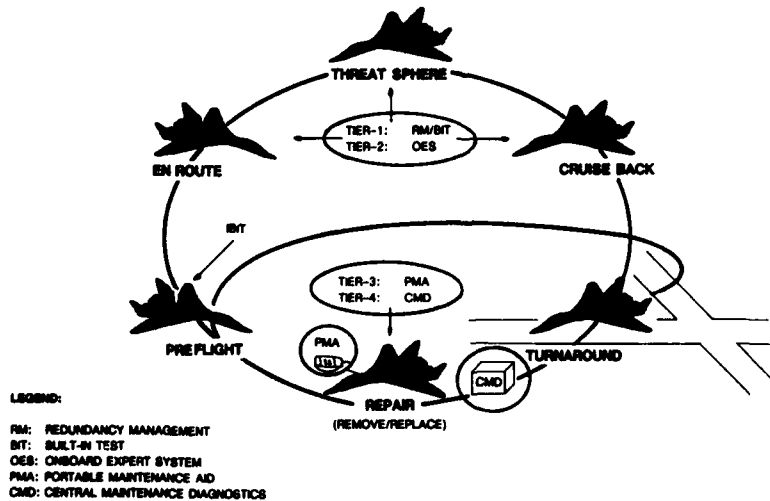 THREAT SPHERE
TIER-1: RM/BIT
TIER-2: OES
EN ROUTE
CRUISE BACK
IBIT
TIER-3: PMA
TIER-4: CMD
PMA
PREFLIGHT
TURNAROUND
CMD
REPAIR
(REMOVE/REPLACE)
LEGEND:
RM: REDUNDANCY MANAGEMENT
BIT: BUILT-IN TEST
OES: ONBOARD EXPERT SYSTEM
PMA: PORTABLE MAINTENANCE AID
CMD: CENTRAL MAINTENANCE DIAGNOSTICS